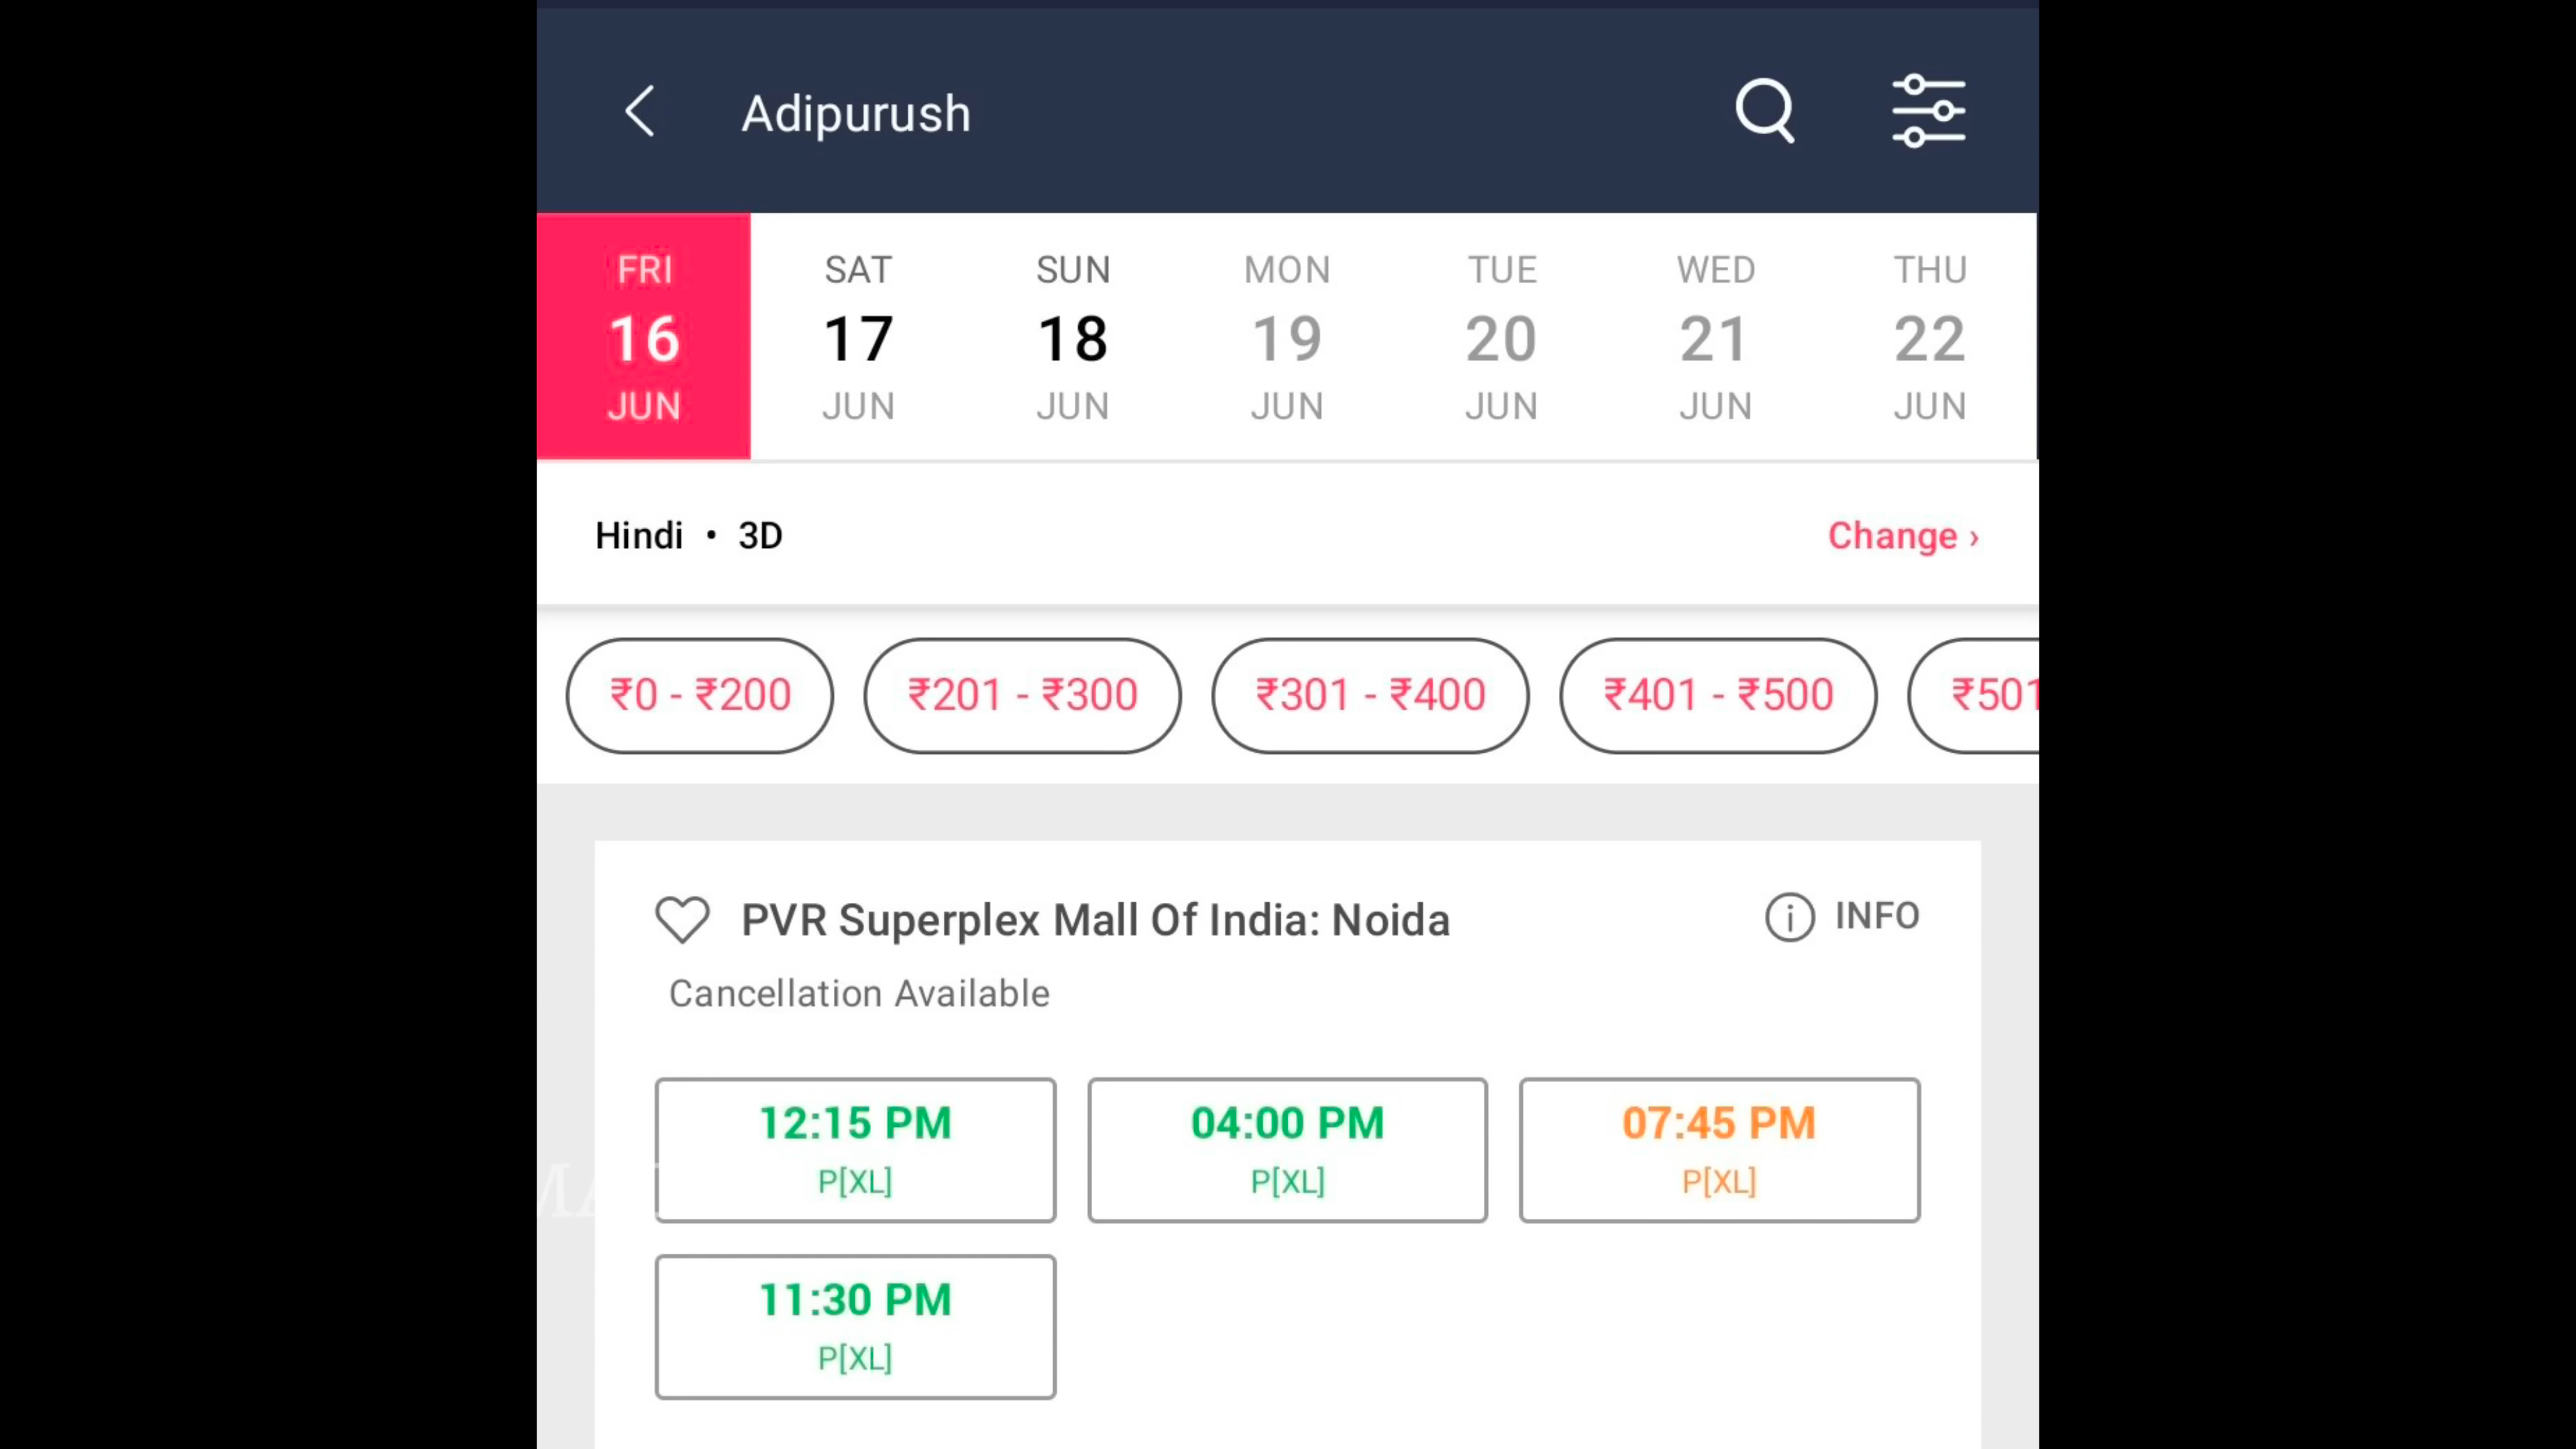 Adipurush
FRI SAT SUN MON TUE WED THU
16 17 18 19 20 21 22
JUN JUN JUN JUN JUN JUN JUN
Hindi • 3D Change ›
₹0 - ₹200 ₹201 - ₹300 ₹301 - ₹400 ₹401 - ₹500 ₹501
PVR Superplex Mall Of India: Noida INFO
Cancellation Available
12:15 PM 04:00 PM 07:45 PM
P[XL] P[XL] P[XL]
11:30 PM
P[XL]